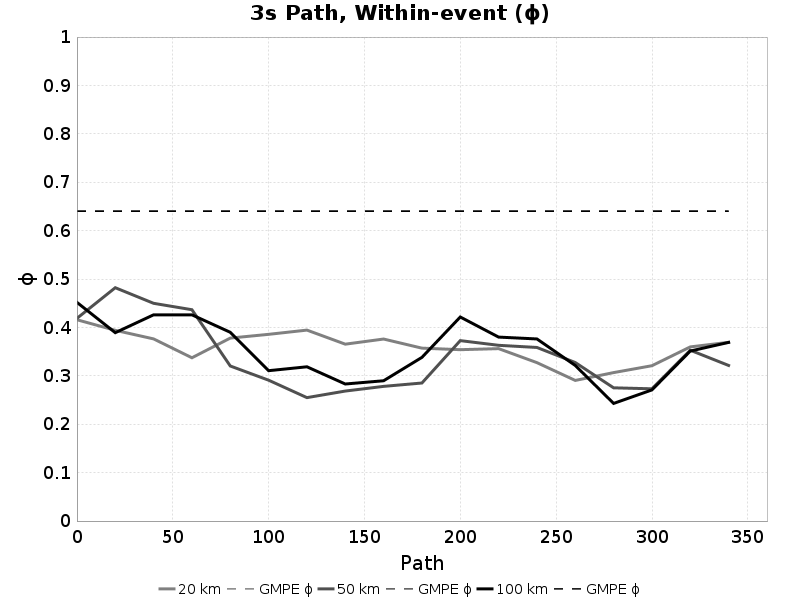 3s Path, Within-event (ϕ)
1
0.9
0.8
0.7
0.6
0.5
0.4
0.3
0.2
0.1
0
ϕ
0 50 100 150 200 250 300 350
Path
20 km GMPE ϕ 50 km GMPE ϕ 100 km GMPE ϕ